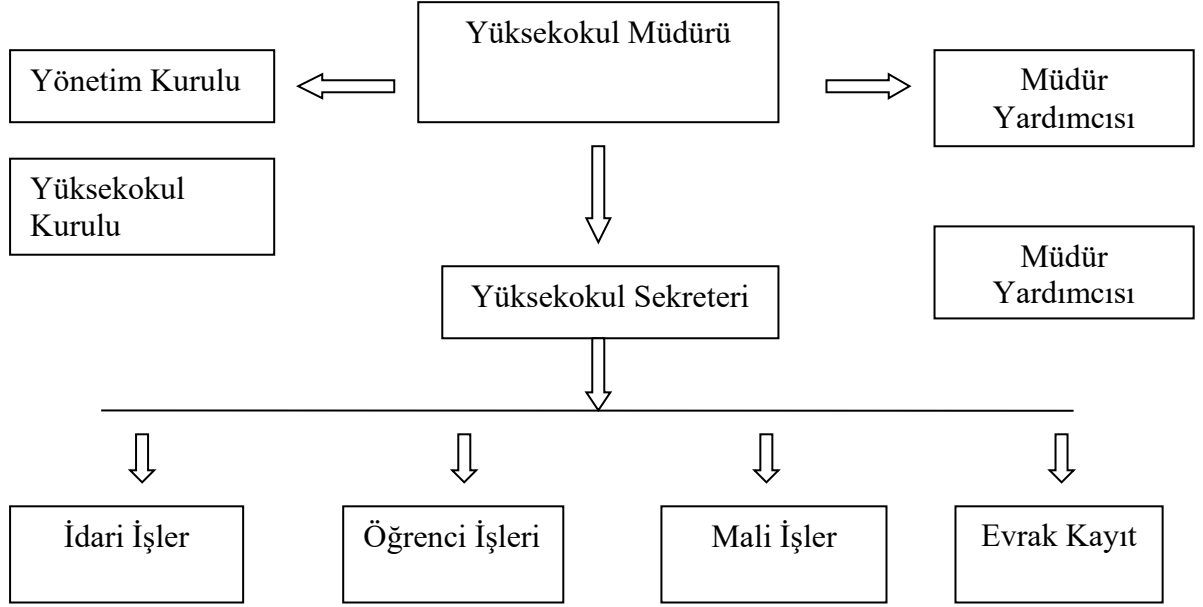 Yüksekokul Müdürü
Yönetim Kurulu
Müdür
Yardımcısı
Yüksekokul
Kurulu
Müdür
Yardımcısı
Yüksekokul Sekreteri
İdari İşler
Öğrenci İşleri
Mali İşler
Evrak Kayıt